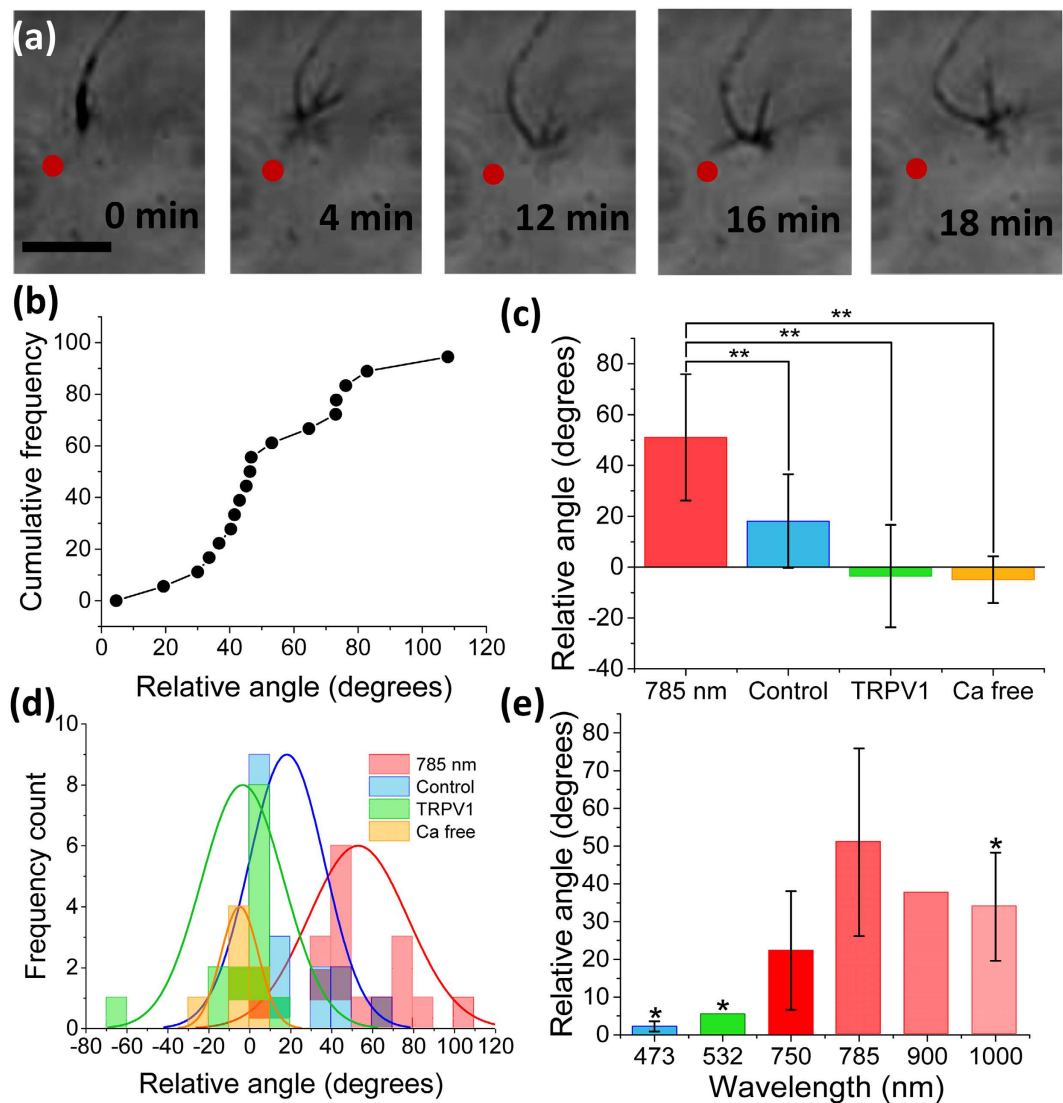 (a)
0 min
4 min
12 min
16 min
18 min
(b)
Cumulative frequency
100
80
60
40
20
0
0 20 40 60 80 100 120
Relative angle (degrees)
(c)
Relative angle (degrees)
80
60
40
20
0
-20
-40
**
**
**
785 nm Control TRPV1 Ca free
(d)
Frequency count
10
8
6
4
2
0
785 nm
Control
TRPV1
Ca free
-80 -60 -40 -20 0 20 40 60 80 100 120
Relative angle (degrees)
(e)
Relative angle (degrees)
80
70
60
50
40
30
20
10
0
*
*
*
473 532 750 785 900 1000
Wavelength (nm)